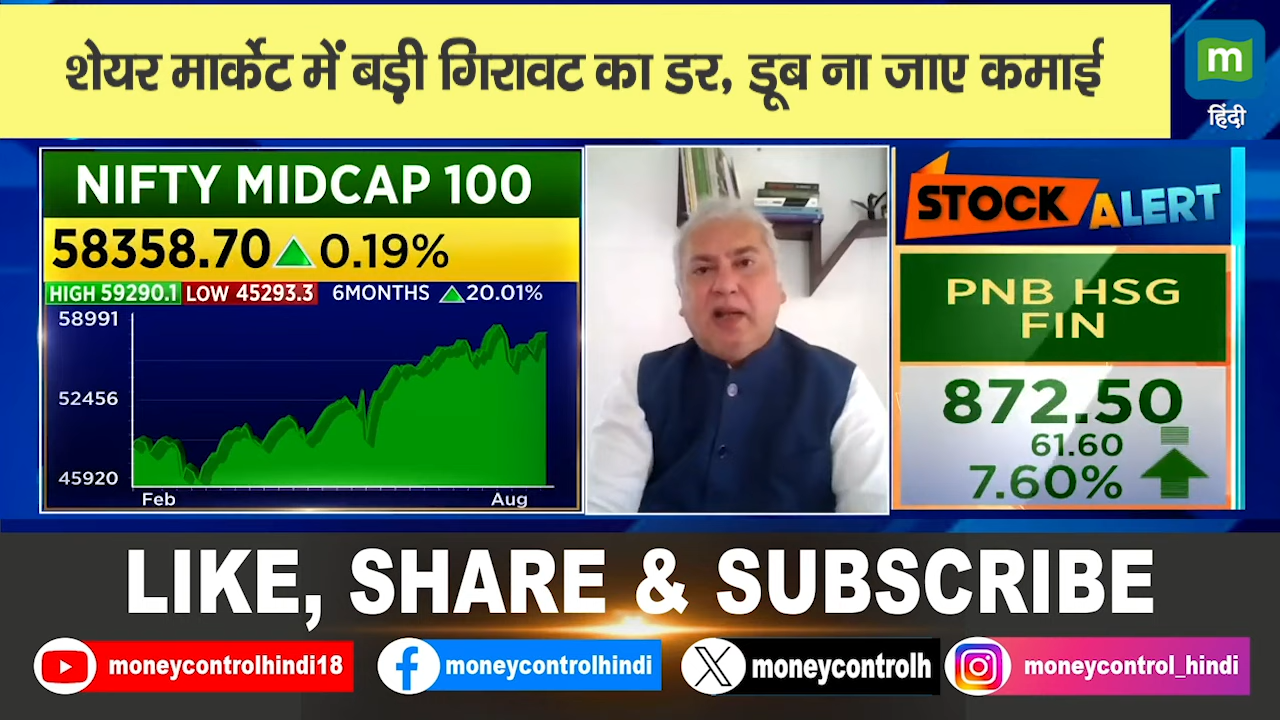 शेयर मार्केट में बड़ी गिरावट का डर, डूब ना जाए कमाई
m
हिंदी
NIFTY MIDCAP 100
58358.70 0.19%
HIGH 59290.1 LOW 45293.3 6MONTHS 20.01%
58991
52456
45920
Feb Aug
STOCK ALERT
PNB HSG
FIN
872.50
61.60
7.60%
LIKE, SHARE & SUBSCRIBE
moneycontrolhindi18 moneycontrolhindi moneycontrolh moneycontrol_hindi